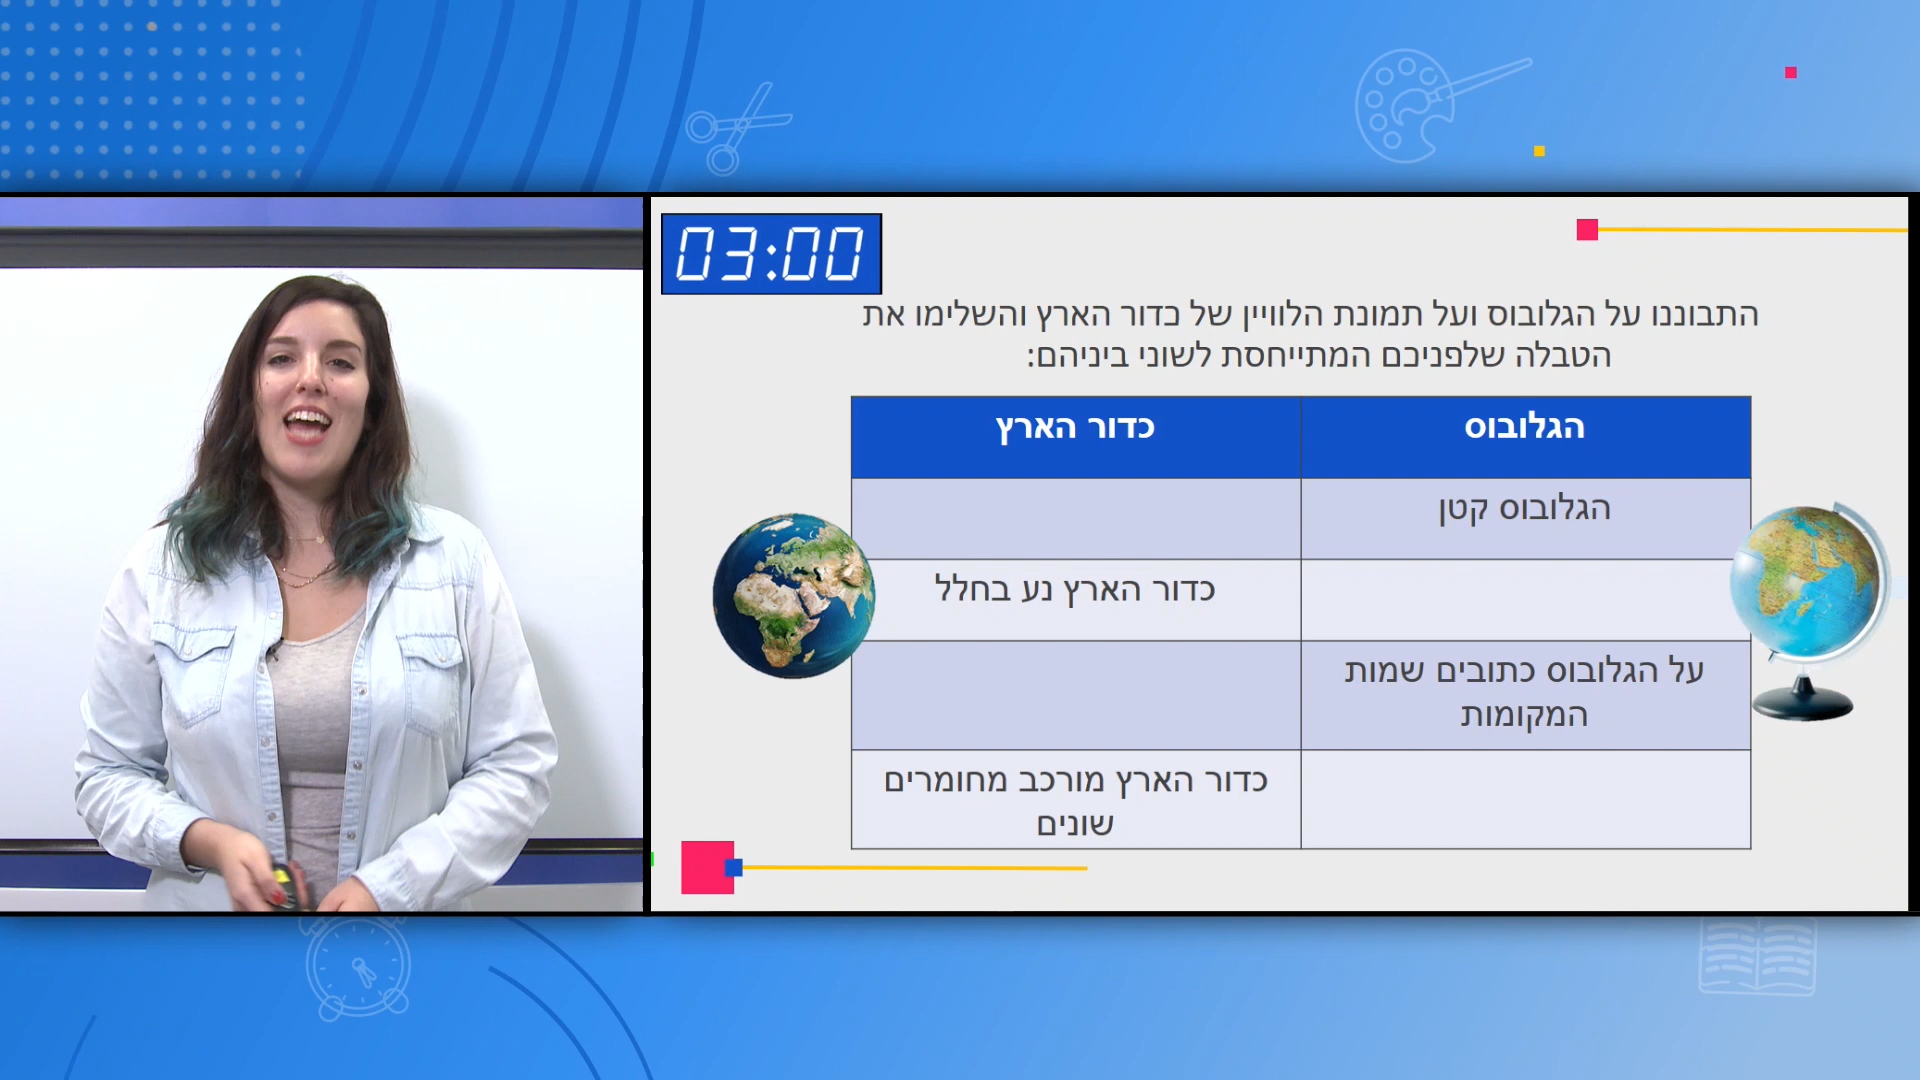 03:00
התבוננו על הגלובוס ועל תמונת הלוויין של כדור הארץ והשלימו את
הטבלה שלפניכם המתייחסת לשוני ביניהם:
הגלובוס
כדור הארץ
הגלובוס קטן
כדור הארץ נע בחלל
על הגלובוס כתובים שמות
המקומות
כדור הארץ מורכב מחומרים
שונים